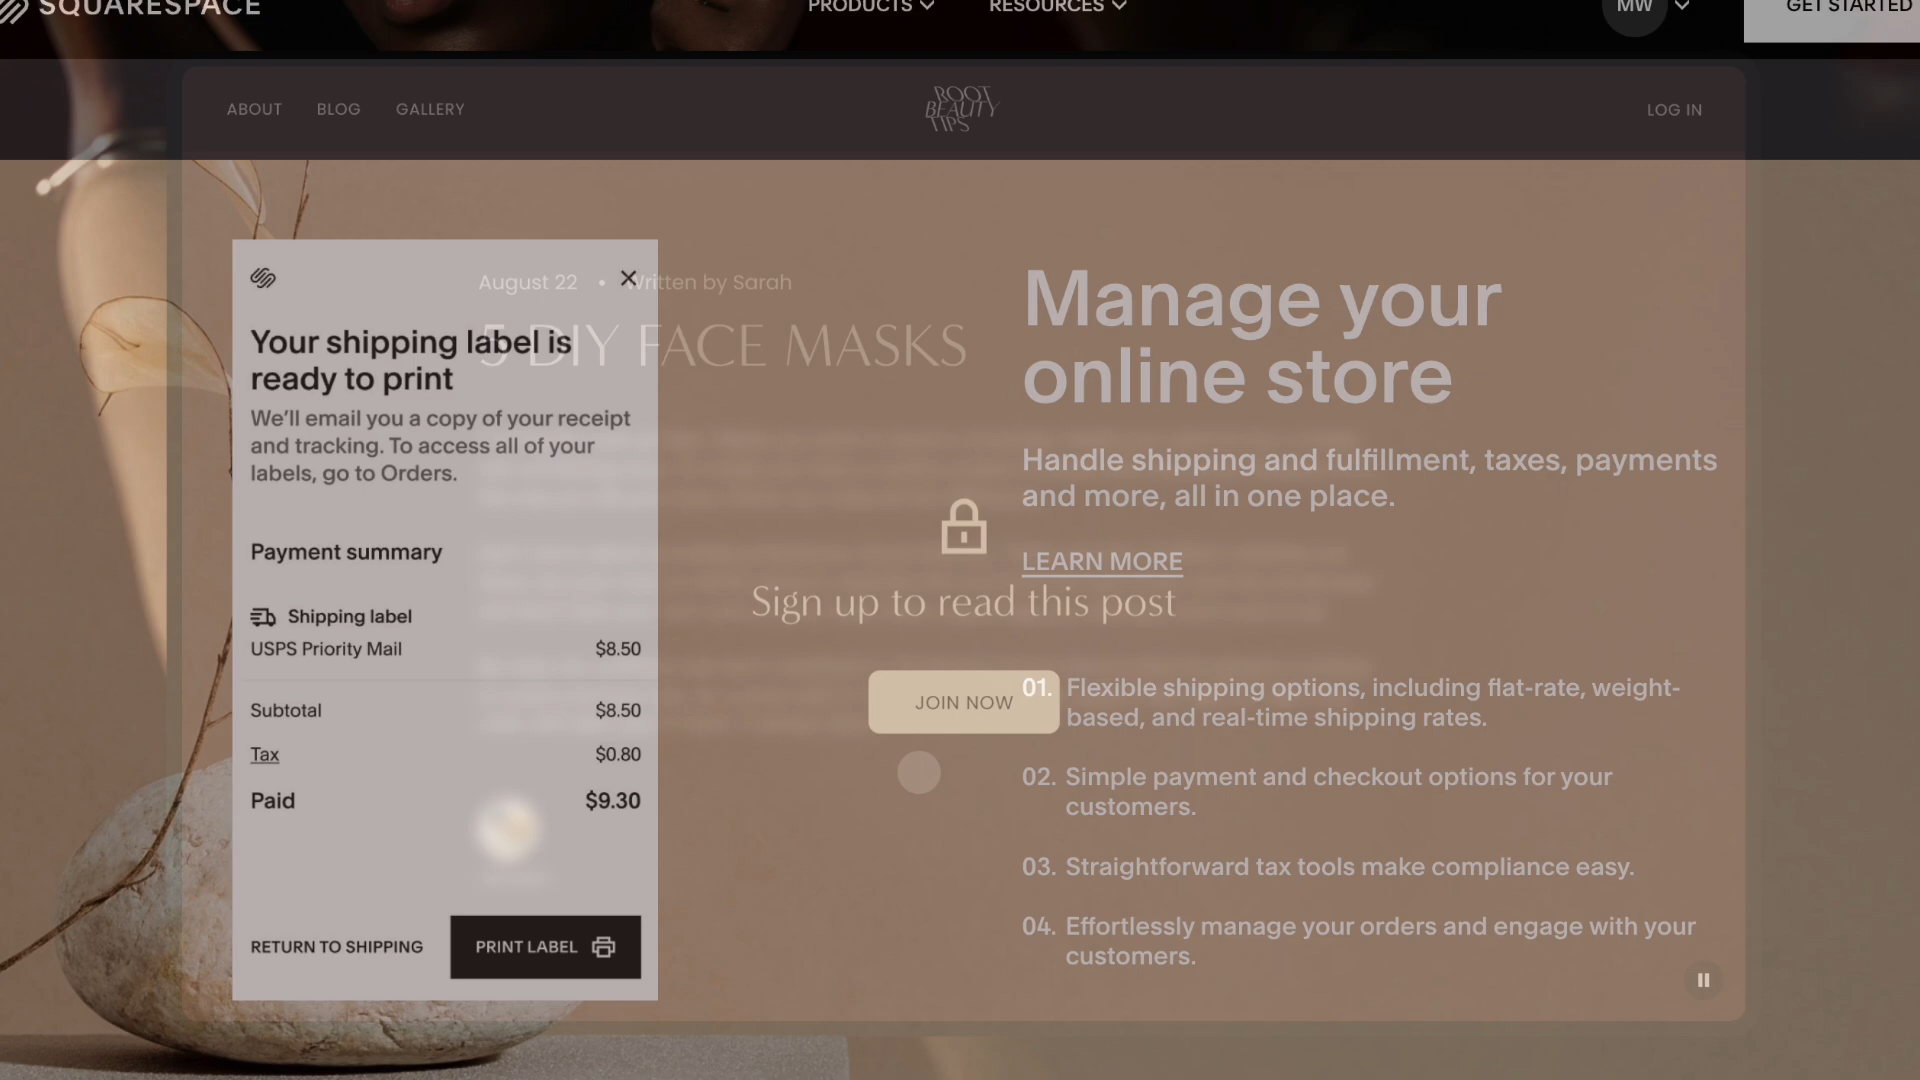 SQUARESPACE
PRODUCTS
RESOURCES
MW
GET STARTED
ABOUT
BLOG
GALLERY
ROOT
BEAUTY
TIPS
LOG IN
August 22 • Written by Sarah
5 DIY FACE MASKS
Sign up to read this post
JOIN NOW
Your shipping label is
ready to print
We'll email you a copy of your receipt
and tracking. To access all of your
labels, go to Orders.
Payment summary
Shipping label
USPS Priority Mail $8.50
Subtotal $8.50
Tax $0.80
Paid $9.30
RETURN TO SHIPPING
PRINT LABEL
Manage your
online store
Handle shipping and fulfillment, taxes, payments
and more, all in one place.
LEARN MORE
01. Flexible shipping options, including flat-rate, weight-
based, and real-time shipping rates.
02. Simple payment and checkout options for your
customers.
03. Straightforward tax tools make compliance easy.
04. Effortlessly manage your orders and engage with your
customers.